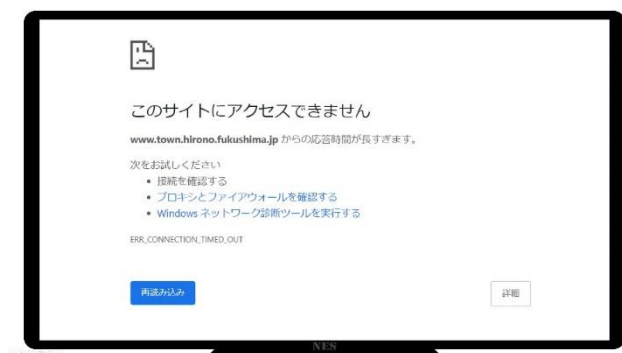 このサイトにアクセスできません
www.town.hirono.fukushima.jp からの応答時間が長すぎます。
次をお試しください
• 接続を確認する
• プロキシとファイアウォールを確認する
• Windows ネットワーク診断ツールを実行する
ERR_CONNECTION_TIMED_OUT
再読み込み
詳細
NES